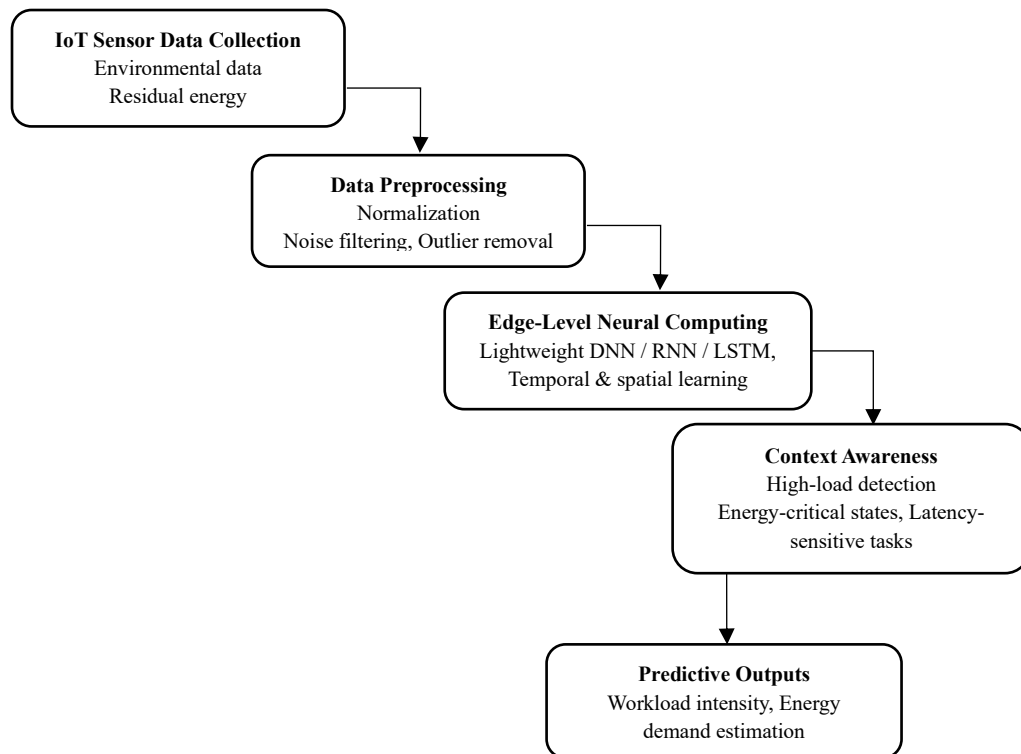 IoT Sensor Data Collection
Environmental data
Residual energy
Data Preprocessing
Normalization
Noise filtering, Outlier removal
Edge-Level Neural Computing
Lightweight DNN / RNN / LSTM,
Temporal & spatial learning
Context Awareness
High-load detection
Energy-critical states, Latency-
sensitive tasks
Predictive Outputs
Workload intensity, Energy
demand estimation